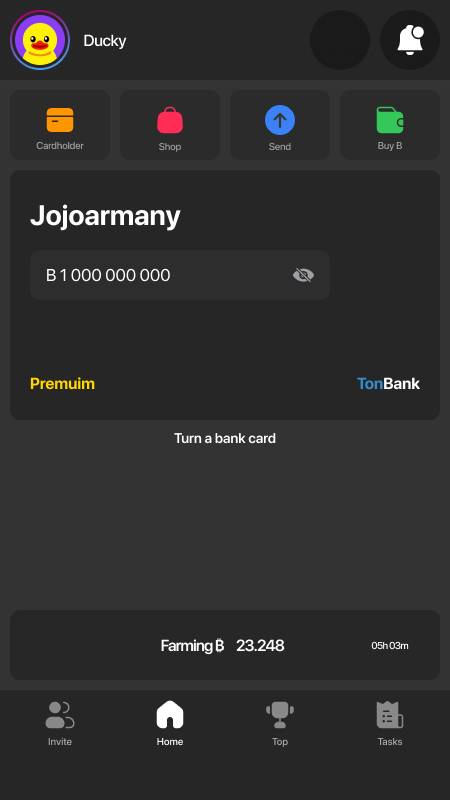 Ducky
Cardholder
Shop
Send
Buy B
Jojoarmany
B 1 000 000 000
Premuim
TonBank
Turn a bank card
Farming ₿ 23.248
05h 03m
Invite
Home
Top
Tasks